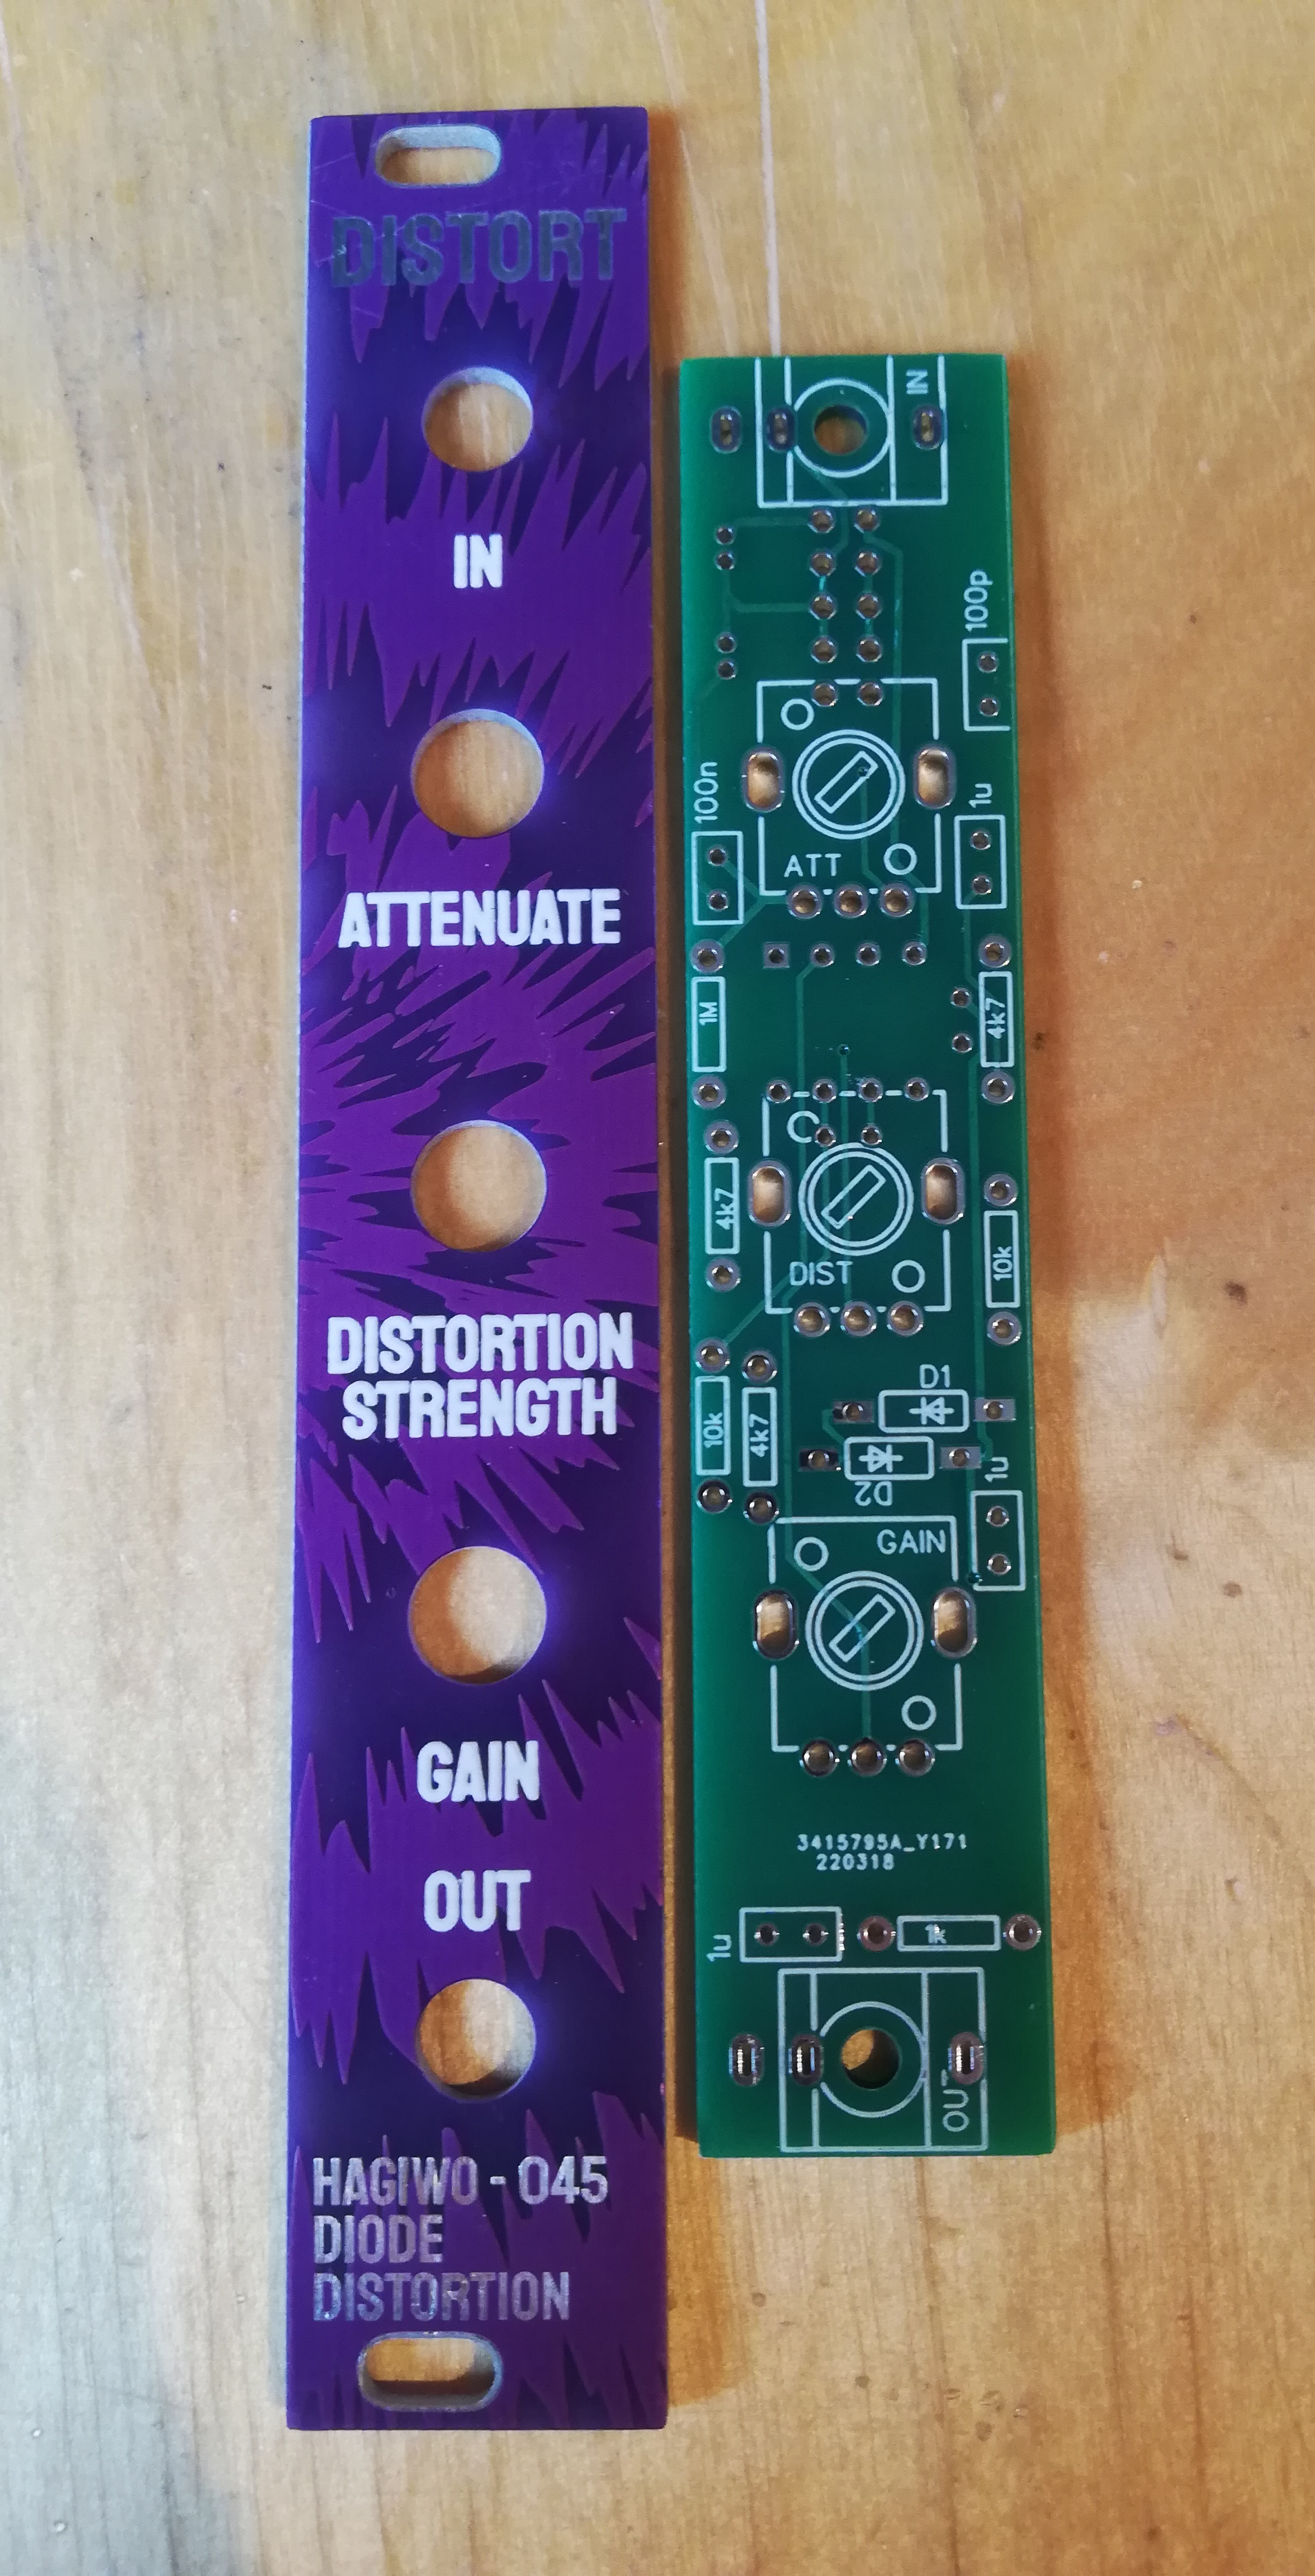 DISTORT
IN
ATTENUATE
DISTORTION
STRENGTH
GAIN
OUT
HAGIWO - 045
DIODE
DISTORTION
IN
100p
100n
1u
ATT
1M
4k7
4k7
DIST
10k
D1
10k
4k7
D2
1u
GAIN
3415795A_Y171
220318
1u
1k
OUT